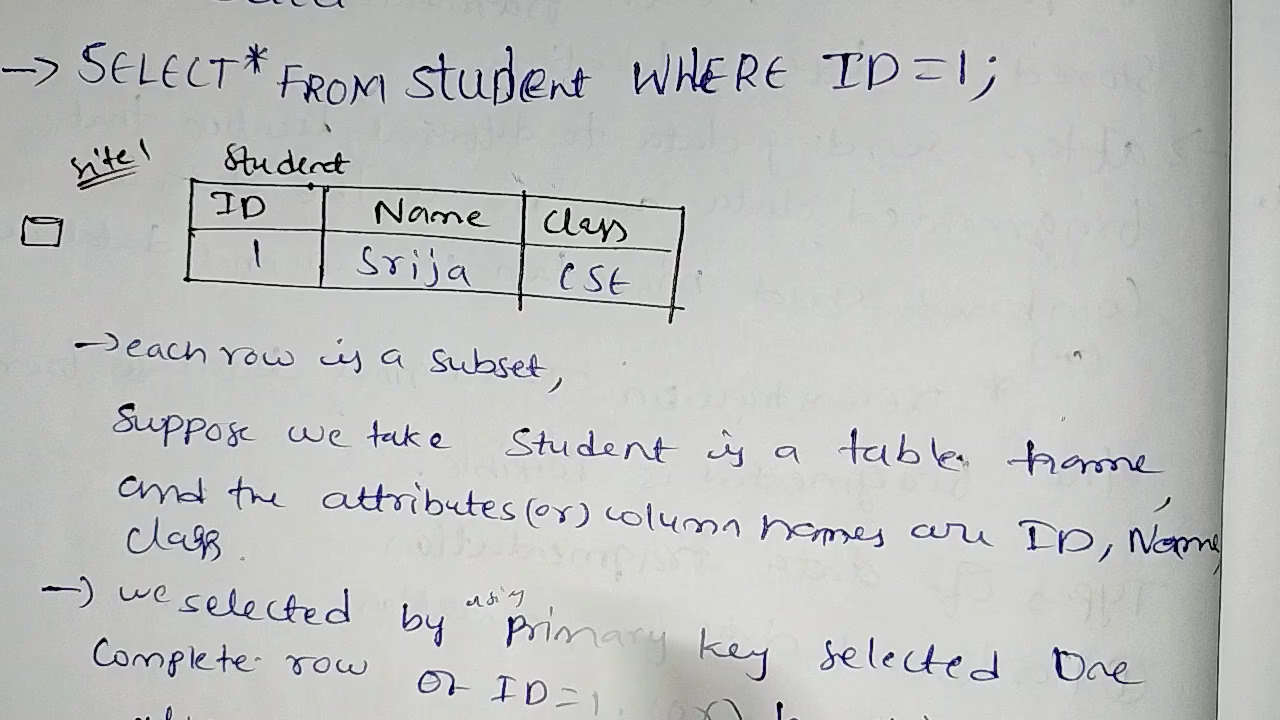 → SELECT * FROM student WHERE ID=1;
site 1
Student
ID Name Class
1 Srija CSE
→ each row is a subset,
Suppose we take Student is a table name,
and the attributes (or) column names are ID, Name,
class.
→ we selected by using primary key selected one
Complete row of ID=1.